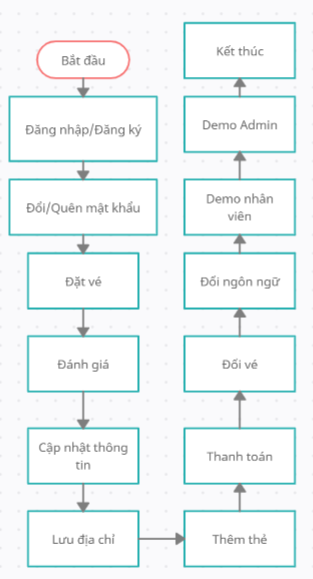 Bắt đầu
Đăng nhập/Đăng ký
Đổi/Quên mật khẩu
Đặt vé
Đánh giá
Cập nhật thông
tin
Lưu địa chỉ
Thêm thẻ
Thanh toán
Đổi vé
Đổi ngôn ngữ
Demo nhân
viên
Demo Admin
Kết thúc